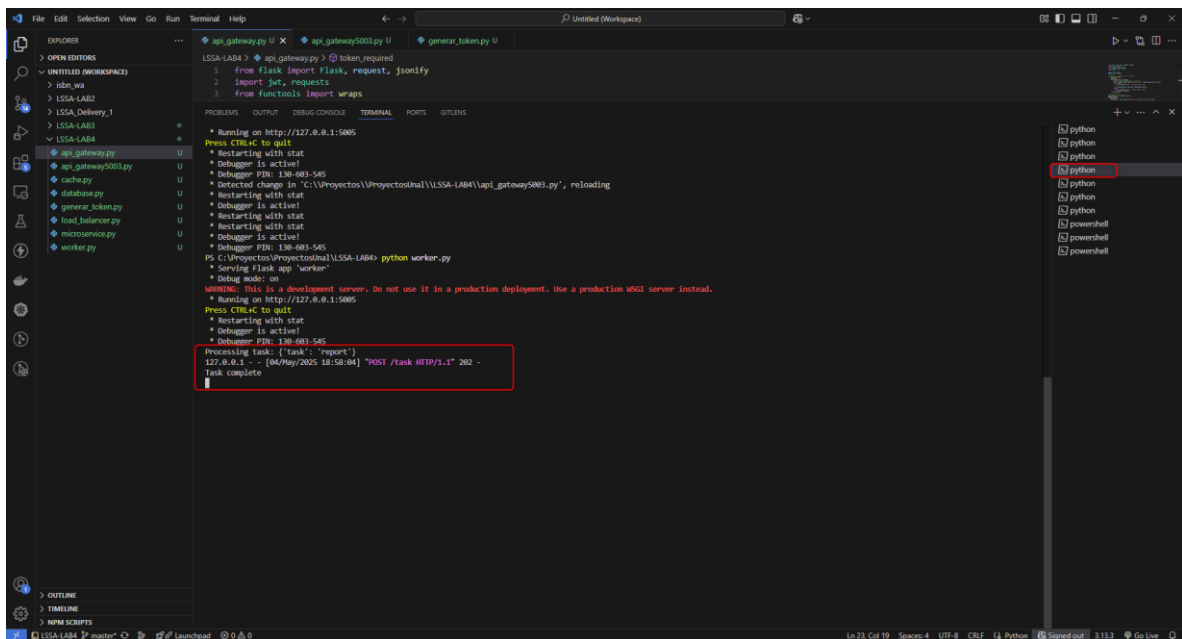 File Edit Selection View Go Run Terminal Help
Untitled (Workspace)
EXPLORER
OPEN EDITORS
UNTITLED (WORKSPACE)
isbn_wa
LSSA-LAB2
LSSA_Delivery_1
LSSA-LAB3
LSSA-LAB4
api_gateway.py U
api_gateway5003.py U
cache.py U
database.py U
generar_token.py U
load_balancer.py U
microservice.py U
worker.py U
OUTLINE
TIMELINE
NPM SCRIPTS
api_gateway.py U
api_gateway5003.py U
generar_token.py U
LSSA-LAB4 > api_gateway.py > token_required
1 from flask import Flask, request, jsonify
2 import jwt, requests
3 from functools import wraps
PROBLEMS OUTPUT DEBUG CONSOLE TERMINAL PORTS GITLENS
* Running on http://127.0.0.1:5005
Press CTRL+C to quit
* Restarting with stat
* Debugger is active!
* Debugger PIN: 130-603-545
* Detected change in 'C:\\Proyectos\\ProyectosUnal\\LSSA-LAB4\\api_gateway5003.py', reloading
* Restarting with stat
* Debugger is active!
* Restarting with stat
* Restarting with stat
* Debugger is active!
* Debugger PIN: 130-603-545
PS C:\Proyectos\ProyectosUnal\LSSA-LAB4> python worker.py
* Serving Flask app 'worker'
* Debug mode: on
WARNING: This is a development server. Do not use it in a production deployment. Use a production WSGI server instead.
* Running on http://127.0.0.1:5005
Press CTRL+C to quit
* Restarting with stat
* Debugger is active!
* Debugger PIN: 130-603-545
Processing task: {'task': 'report'}
127.0.0.1 - - [04/May/2025 18:58:04] "POST /task HTTP/1.1" 202 -
Task complete
python
python
python
python
python
python
python
powershell
powershell
powershell
LSSA-LAB4 master* Launchpad 0 0 Ln 23, Col 19 Spaces: 4 UTF-8 CRLF Python Signed out 3.13.3 Go Live